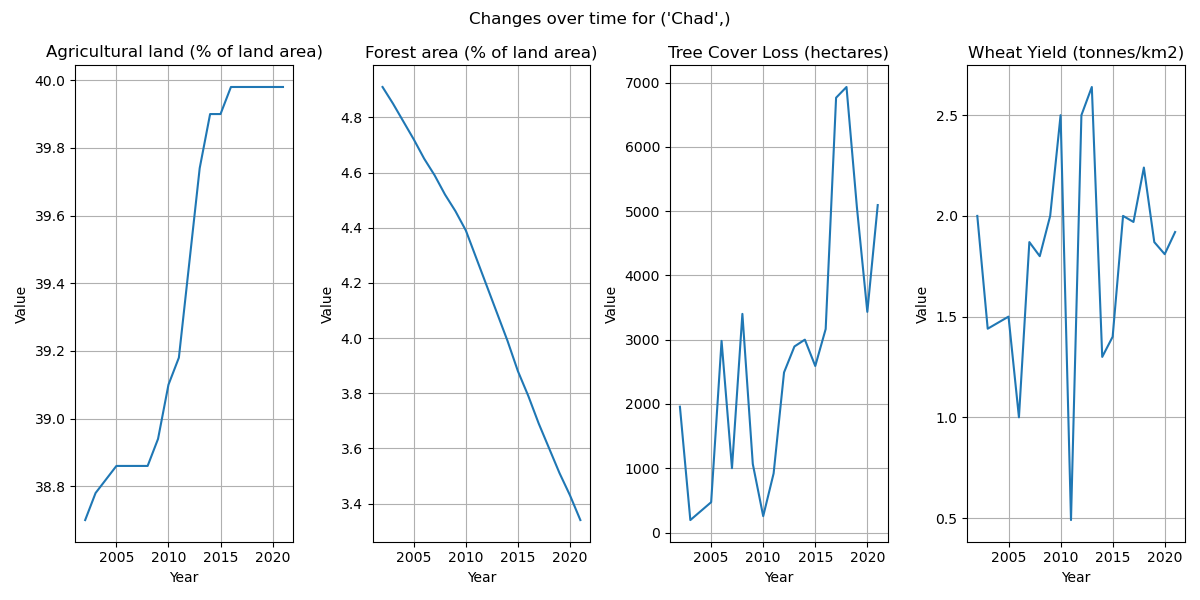 Changes over time for ('Chad',)
Agricultural land (% of land area)
40.0
39.8
39.6
39.4
39.2
39.0
38.8
Value
2005 2010 2015 2020
Year
Forest area (% of land area)
4.8
4.6
4.4
4.2
4.0
3.8
3.6
3.4
Value
2005 2010 2015 2020
Year
Tree Cover Loss (hectares)
7000
6000
5000
4000
3000
2000
1000
0
Value
2005 2010 2015 2020
Year
Wheat Yield (tonnes/km2)
2.5
2.0
1.5
1.0
0.5
Value
2005 2010 2015 2020
Year